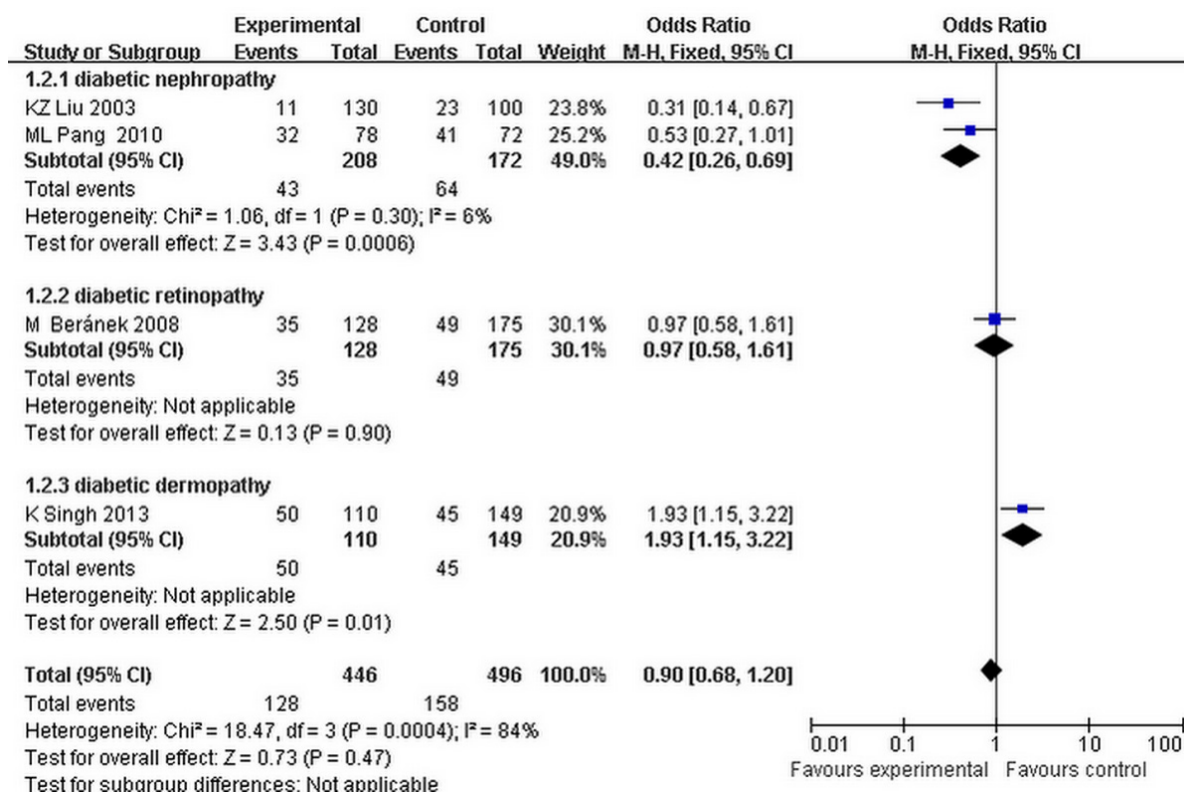 Experimental Control Odds Ratio Odds Ratio
Study or Subgroup Events Total Events Total Weight M-H, Fixed, 95% CI M-H, Fixed, 95% CI
1.2.1 diabetic nephropathy
KZ Liu 2003 11 130 23 100 23.8% 0.31 [0.14, 0.67]
ML Pang 2010 32 78 41 72 25.2% 0.53 [0.27, 1.01]
Subtotal (95% CI) 208 172 49.0% 0.42 [0.26, 0.69]
Total events 43 64
Heterogeneity: Chi² = 1.06, df = 1 (P = 0.30); I² = 6%
Test for overall effect: Z = 3.43 (P = 0.0006)
1.2.2 diabetic retinopathy
M Beránek 2008 35 128 49 175 30.1% 0.97 [0.58, 1.61]
Subtotal (95% CI) 128 175 30.1% 0.97 [0.58, 1.61]
Total events 35 49
Heterogeneity: Not applicable
Test for overall effect: Z = 0.13 (P = 0.90)
1.2.3 diabetic dermopathy
K Singh 2013 50 110 45 149 20.9% 1.93 [1.15, 3.22]
Subtotal (95% CI) 110 149 20.9% 1.93 [1.15, 3.22]
Total events 50 45
Heterogeneity: Not applicable
Test for overall effect: Z = 2.50 (P = 0.01)
Total (95% CI) 446 496 100.0% 0.90 [0.68, 1.20]
Total events 128 158
Heterogeneity: Chi² = 18.47, df = 3 (P = 0.0004); I² = 84%
Test for overall effect: Z = 0.73 (P = 0.47)
Test for subgroup differences: Not applicable
0.01 0.1 1 10 100
Favours experimental Favours control